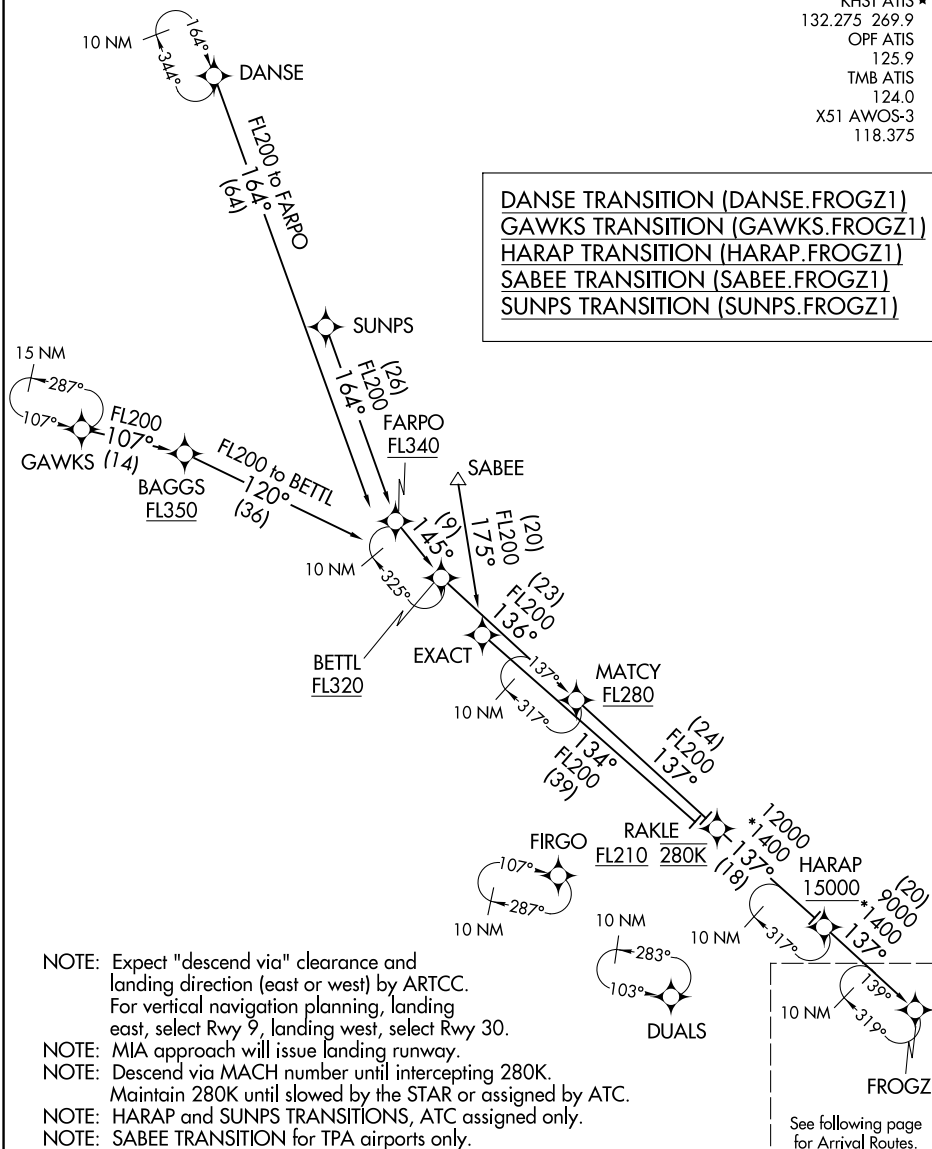 KHST ATIS ★
132.275 269.9
OPF ATIS
125.9
TMB ATIS
124.0
X51 AWOS-3
118.375
10 NM
164°
344°
DANSE
FL200 to FARPO
164°
(64)
DANSE TRANSITION (DANSE.FROGZ1)
GAWKS TRANSITION (GAWKS.FROGZ1)
HARAP TRANSITION (HARAP.FROGZ1)
SABEE TRANSITION (SABEE.FROGZ1)
SUNPS TRANSITION (SUNPS.FROGZ1)
SUNPS
(26)
FL200
164°
15 NM
287°
107°
GAWKS
FL200
107°
(14)
BAGGS
FL350
FL200 to BETTL
120°
(36)
FARPO
FL340
SABEE
(20)
FL200
175°
(9)
145°
10 NM
325°
BETTL
FL320
EXACT
(23)
FL200
136°
137°
317°
10 NM
MATCY
FL280
134°
FL200
(39)
(24)
FL200
137°
RAKLE
FL210 280K
12000
*1400
137°
(18)
FIRGO
107°
287°
10 NM
HARAP
15000
10 NM
317°
(20)
9000
*1400
137°
10 NM
283°
103°
DUALS
10 NM
139°
319°
FROGZ
See following page
for Arrival Routes.
NOTE: Expect "descend via" clearance and
landing direction (east or west) by ARTCC.
For vertical navigation planning, landing
east, select Rwy 9, landing west, select Rwy 30.
NOTE: MIA approach will issue landing runway.
NOTE: Descend via MACH number until intercepting 280K.
Maintain 280K until slowed by the STAR or assigned by ATC.
NOTE: HARAP and SUNPS TRANSITIONS, ATC assigned only.
NOTE: SABEE TRANSITION for TPA airports only.